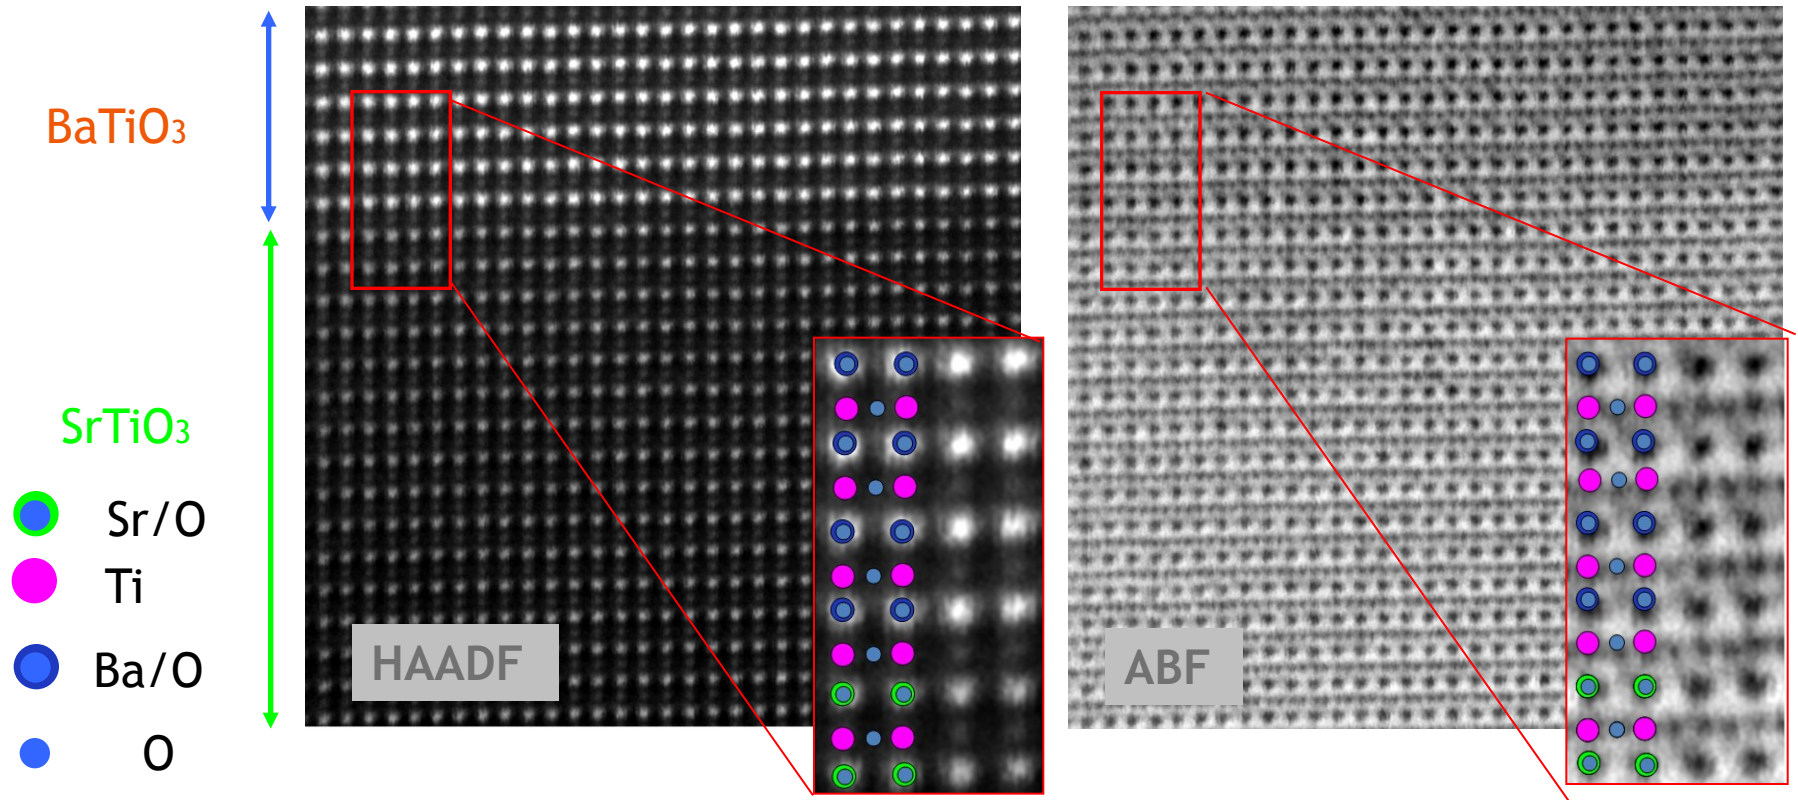 BaTiO3
SrTiO3
Sr/O
Ti
Ba/O
O
HAADF
ABF